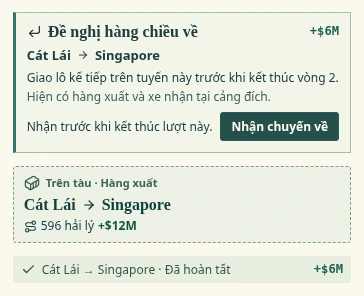 Đề nghị hàng chiều về +$6M
Cát Lái → Singapore
Giao lô kế tiếp trên tuyến này trước khi kết thúc vòng 2.
Hiện có hàng xuất và xe nhận tại cảng đích.
Nhận trước khi kết thúc lượt này. Nhận chuyến về
Trên tàu · Hàng xuất
Cát Lái → Singapore
596 hải lý +$12M
Cát Lái → Singapore · Đã hoàn tất +$6M